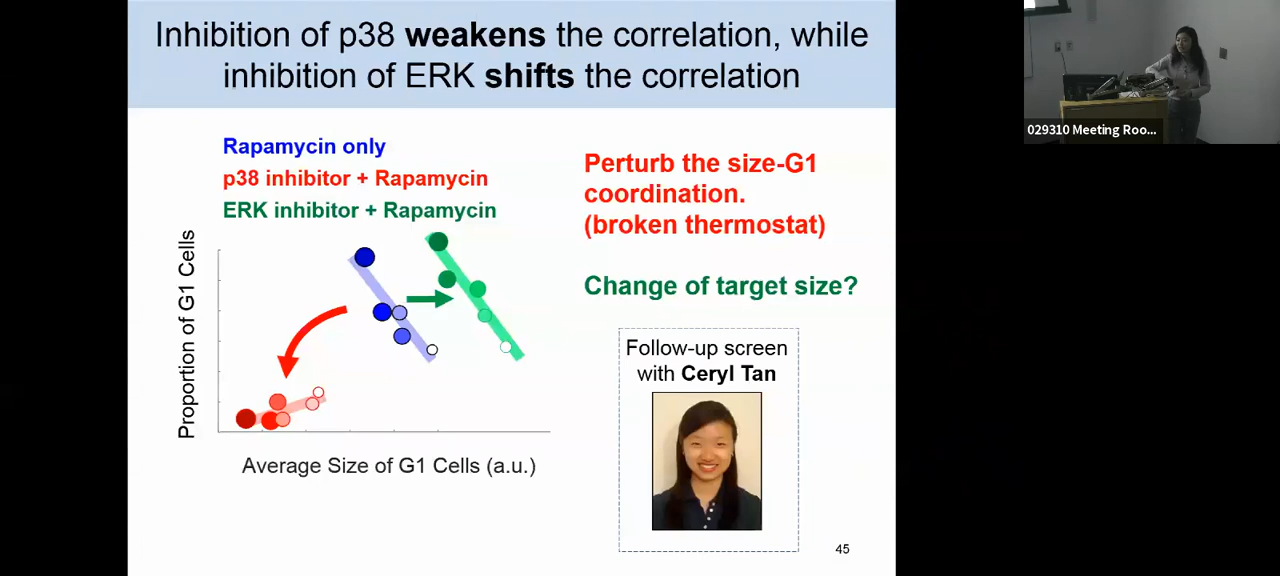 Inhibition of p38 weakens the correlation, while
inhibition of ERK shifts the correlation
Rapamycin only
p38 inhibitor + Rapamycin
ERK inhibitor + Rapamycin
Proportion of G1 Cells
Average Size of G1 Cells (a.u.)
Perturb the size-G1
coordination.
(broken thermostat)
Change of target size?
Follow-up screen
with Ceryl Tan
45
029310 Meeting Roo...